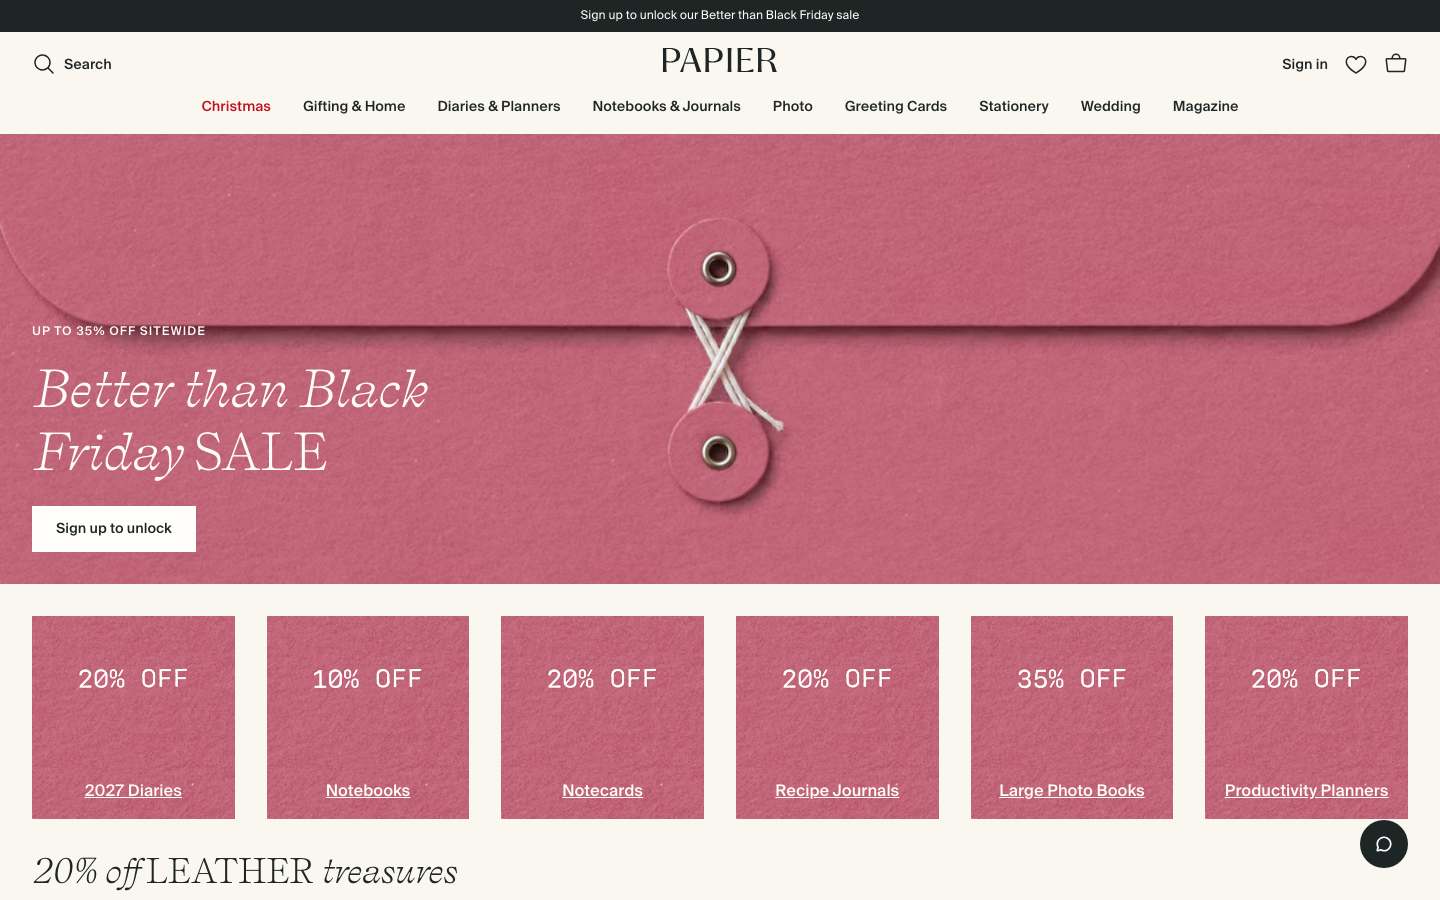 Sign up to unlock our Better than Black Friday sale
Search
PAPIER
Sign in
Christmas
Gifting & Home
Diaries & Planners
Notebooks & Journals
Photo
Greeting Cards
Stationery
Wedding
Magazine
UP TO 35% OFF SITEWIDE
Better than Black
Friday SALE
Sign up to unlock
20% OFF
2027 Diaries
10% OFF
Notebooks
20% OFF
Notecards
20% OFF
Recipe Journals
35% OFF
Large Photo Books
20% OFF
Productivity Planners
20% off LEATHER treasures